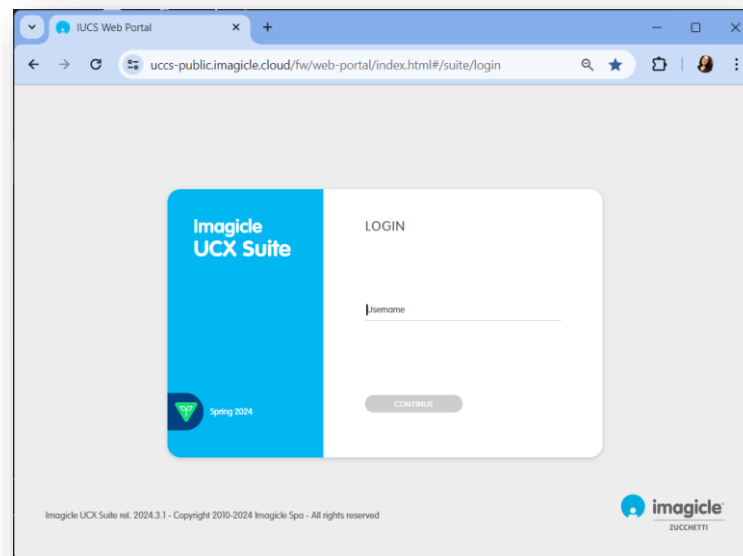 IUCS Web Portal
uccs-public.imagicle.cloud/fw/web-portal/index.html#/suite/login
Imagicle
UCX Suite
LOGIN
Username
CONTINUE
Spring 2024
Imagicle UCX Suite rel. 2024.3.1 - Copyright 2010-2024 Imagicle Spa - All rights reserved
imagicle
ZUCCHETTI